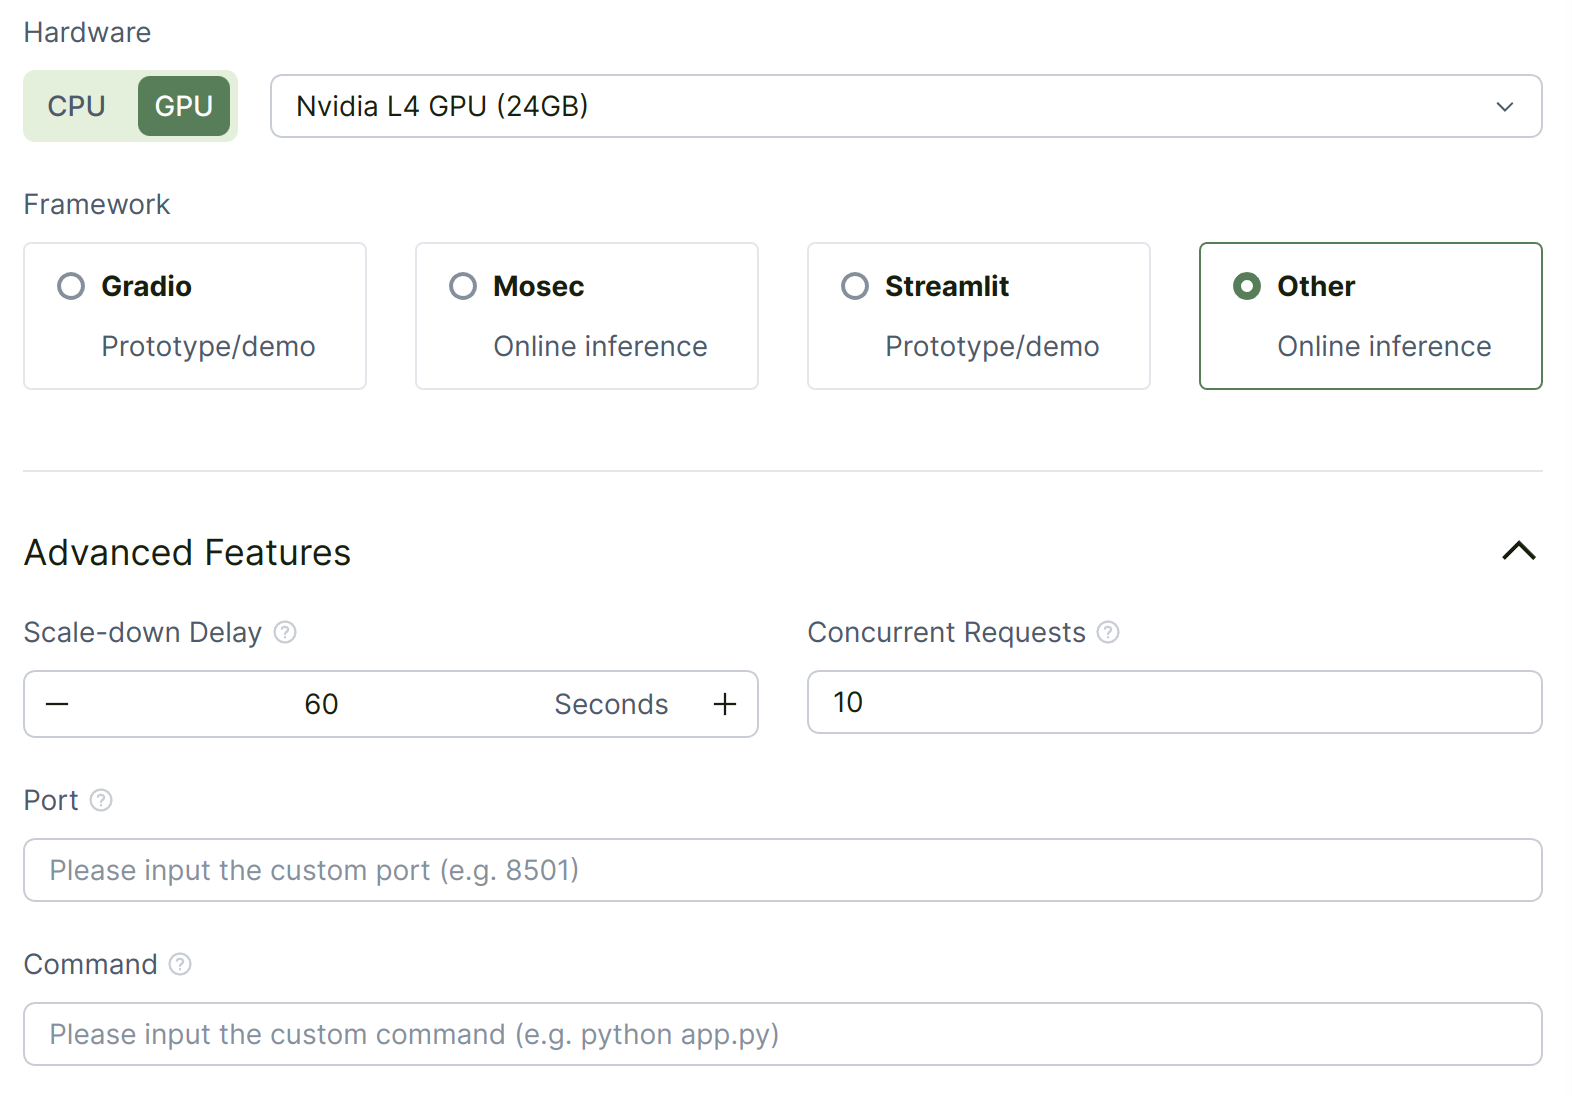 Hardware
CPU GPU Nvidia L4 GPU (24GB)
Framework
Gradio Mosec Streamlit Other
Prototype/demo Online inference Prototype/demo Online inference
Advanced Features
Scale-down Delay ? Concurrent Requests ?
— 60 Seconds + 10
Port ?
Please input the custom port (e.g. 8501)
Command ?
Please input the custom command (e.g. python app.py)